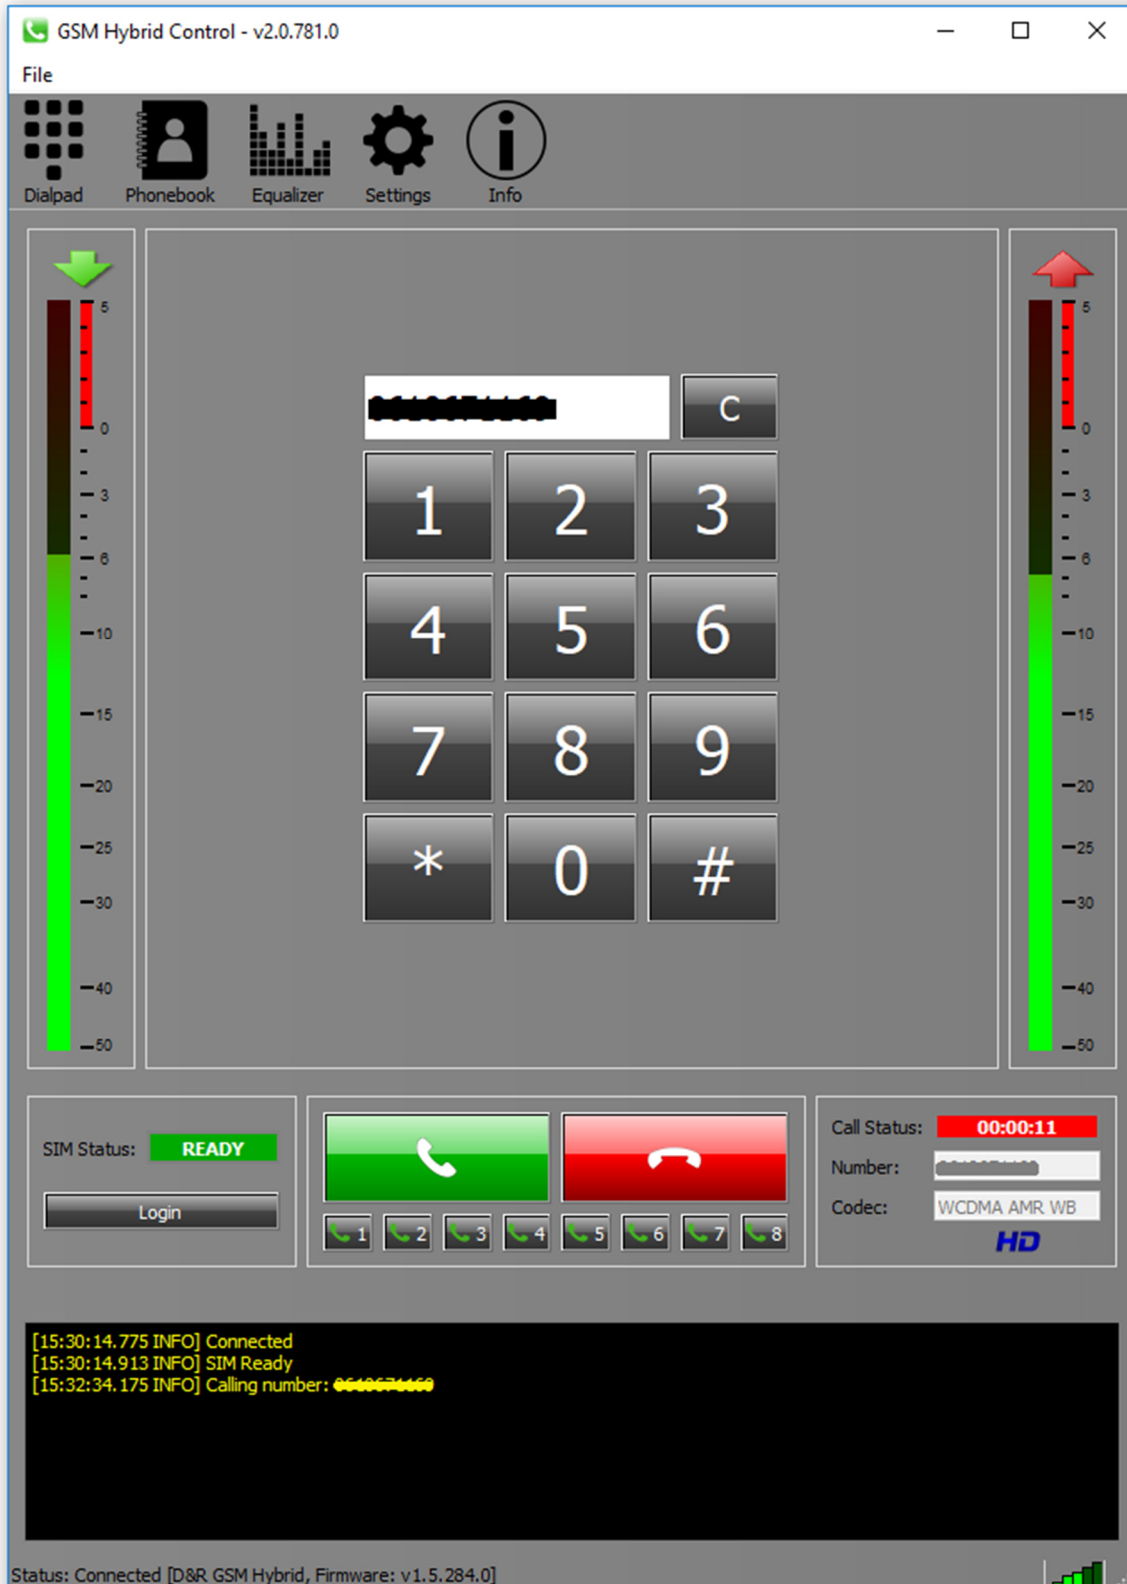 GSM Hybrid Control - v2.0.781.0
File
Dialpad Phonebook Equalizer Settings Info
5 5
0 0
C
3 3
1 2 3
6 6
10 10
4 5 6
15 15
7 8 9
20 20
25 25
* 0 #
30 30
40 40
50 50
SIM Status: READY
Login
1 2 3 4 5 6 7 8
Call Status: 00:00:11
Number:
Codec: WCDMA AMR WB
HD
[15:30:14.775 INFO] Connected
[15:30:14.913 INFO] SIM Ready
[15:32:34.175 INFO] Calling number:
Status: Connected [D&R GSM Hybrid, Firmware: v1.5.284.0]